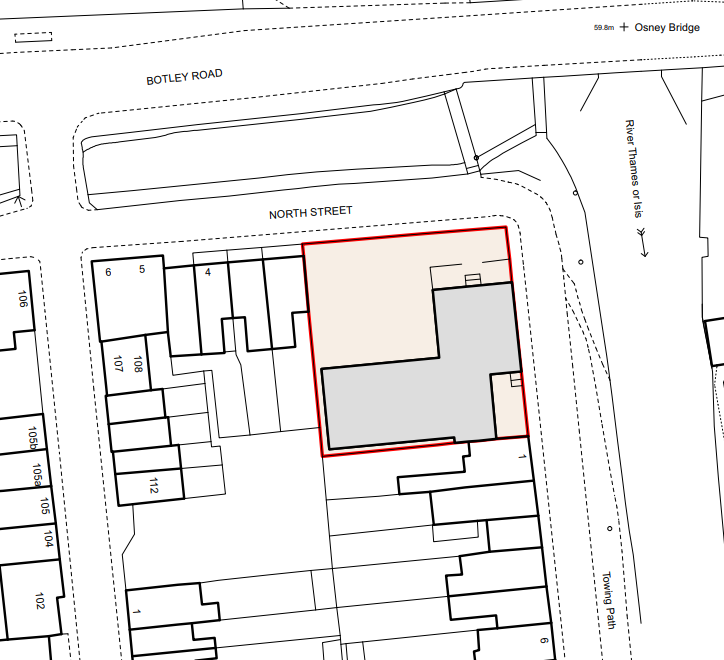 59.8m + Osney Bridge
BOTLEY ROAD
River Thames or Isis
NORTH STREET
6
5
4
106
107
108
105b
105a
105
104
102
112
1
1
6
Towing Path